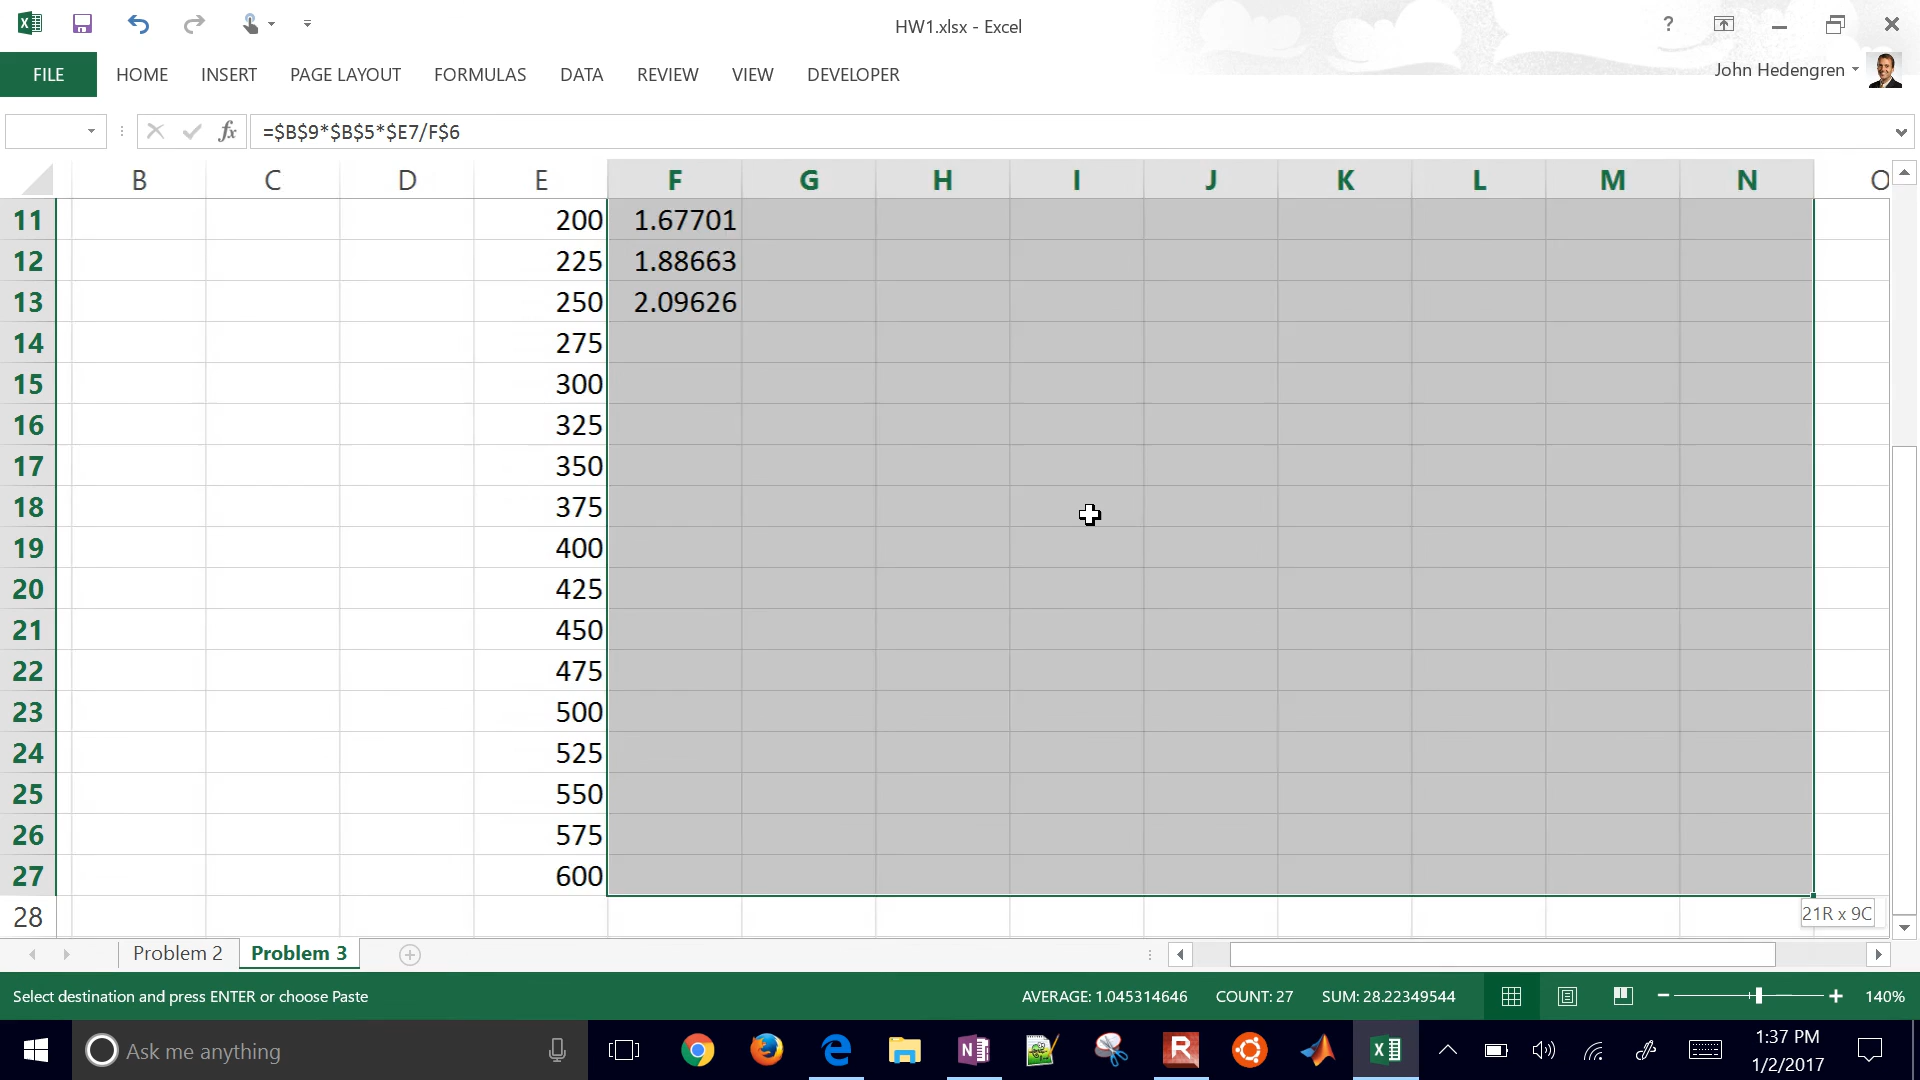 HW1.xlsx - Excel
?
FILE HOME INSERT PAGE LAYOUT FORMULAS DATA REVIEW VIEW DEVELOPER
John Hedengren
fx =$B$9*$B$5*$E7/F$6
B C D E F G H I J K L M N O
11 200 1.67701
12 225 1.88663
13 250 2.09626
14 275
15 300
16 325
17 350
18 375
19 400
20 425
21 450
22 475
23 500
24 525
25 550
26 575
27 600
28
21R x 9C
Problem 2 Problem 3
Select destination and press ENTER or choose Paste
AVERAGE: 1.045314646 COUNT: 27 SUM: 28.22349544
140%
Ask me anything
1:37 PM
1/2/2017